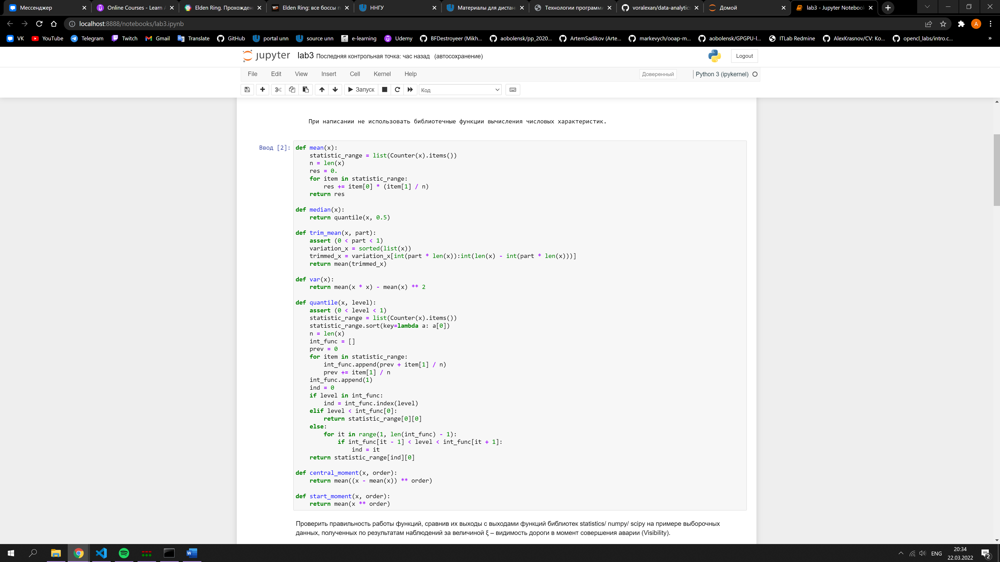 Мессенджер
Online Courses - Learn A
Elden Ring. Прохожден
Elden Ring: все боссы п
ННГУ
Материалы для дистан
Технологии программи
voralexan/data-analytics
Домой
lab3 - Jupyter Notebook
localhost:8888/notebooks/lab3.ipynb
A
VK
YouTube
Telegram
Twitch
Gmail
Translate
GitHub
portal unn
source unn
e-learning
Udemy
BFDestroyeer (Mikh...
aobolensk/pp_2020...
ArtemSadikov (Arte...
markevych/ooap-m...
aobolensk/GPGPU-l...
ITLab Redmine
AlexKrasnov/CV: Ко...
opencl_labs/intro.c...
»
jupyter lab3 Последняя контрольная точка: час назад (автосохранение)
Logout
File Edit View Insert Cell Kernel Help
Доверенный
Python 3 (ipykernel)
Запуск
Код
При написании не использовать библиотечные функции вычисления числовых характеристик.
Ввод [2]:
def mean(x):
    statistic_range = list(Counter(x).items())
    n = len(x)
    res = 0.
    for item in statistic_range:
        res += item[0] * (item[1] / n)
    return res
def median(x):
    return quantile(x, 0.5)
def trim_mean(x, part):
    assert (0 < part < 1)
    variation_x = sorted(list(x))
    trimmed_x = variation_x[int(part * len(x)):int(len(x) - int(part * len(x)))]
    return mean(trimmed_x)
def var(x):
    return mean(x * x) - mean(x) ** 2
def quantile(x, level):
    assert (0 < level < 1)
    statistic_range = list(Counter(x).items())
    statistic_range.sort(key=lambda a: a[0])
    n = len(x)
    int_func = []
    prev = 0
    for item in statistic_range:
        int_func.append(prev + item[1] / n)
        prev += item[1] / n
    int_func.append(1)
    ind = 0
    if level in int_func:
        ind = int_func.index(level)
    elif level < int_func[0]:
        return statistic_range[0][0]
    else:
        for it in range(1, len(int_func) - 1):
            if int_func[it - 1] < level < int_func[it + 1]:
                ind = it
    return statistic_range[ind][0]
def central_moment(x, order):
    return mean((x - mean(x)) ** order)
def start_moment(x, order):
    return mean(x ** order)
Проверить правильность работы функций, сравнив их выходы с выходами функций библиотек statistics/ numpy/ scipy на примере выборочных
данных, полученных по результатам наблюдений за величиной ξ – видимость дороги в момент совершения аварии (Visibility).
ENG
20:34
22.03.2022
2